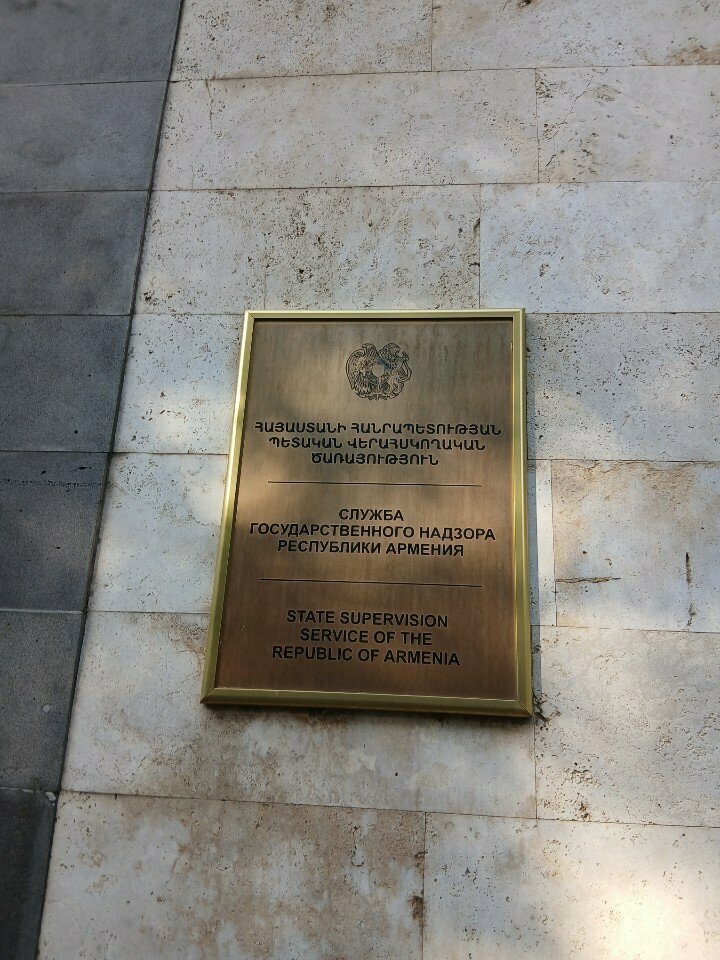 ՀԱՅԱՍՏԱՆԻ ՀԱՆՐԱՊԵՏՈՒԹՅԱՆ
ՊԵՏԱԿԱՆ ՎԵՐԱՀՍԿՈՂԱԿԱՆ
ԾԱՌԱՅՈՒԹՅՈՒՆ
СЛУЖБА
ГОСУДАРСТВЕННОГО НАДЗОРА
РЕСПУБЛИКИ АРМЕНИЯ
STATE SUPERVISION
SERVICE OF THE
REPUBLIC OF ARMENIA